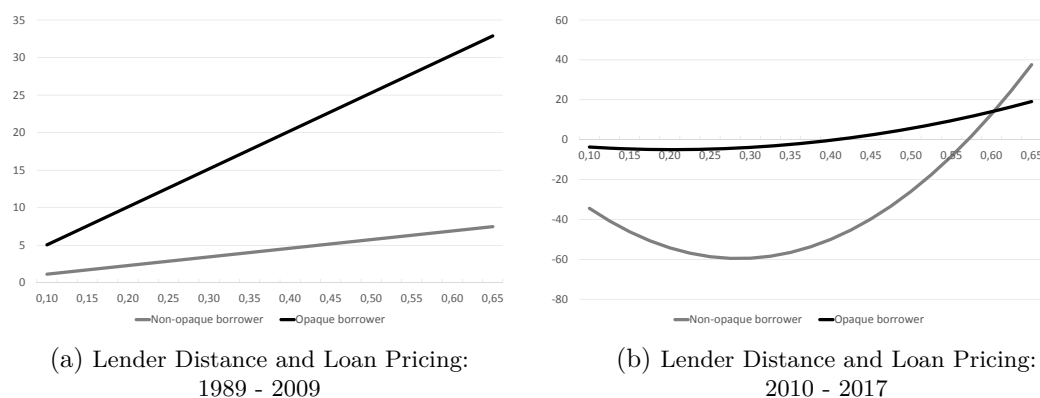 35
30
25
20
15
10
5
0
0,10 0,15 0,20 0,25 0,30 0,35 0,40 0,45 0,50 0,55 0,60 0,65
Non-opaque borrower Opaque borrower
(a) Lender Distance and Loan Pricing:
1989 - 2009
60
40
20
0
0,10 0,15 0,20 0,25 0,30 0,35 0,40 0,45 0,50 0,55 0,60 0,65
-20
-40
-60
-80
Non-opaque borrower Opaque borrower
(b) Lender Distance and Loan Pricing:
2010 - 2017